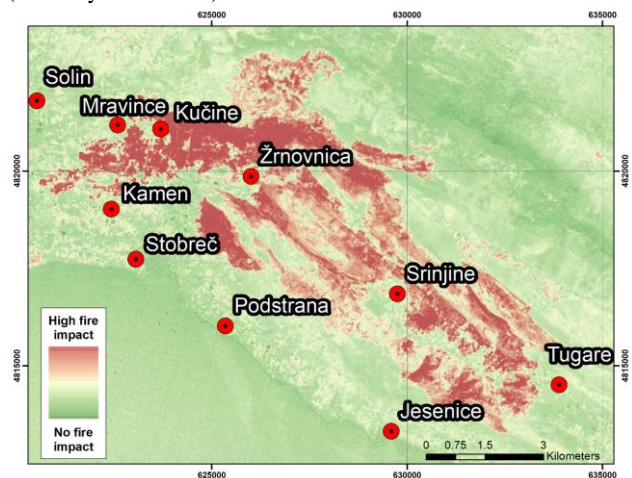 625000
630000
635000
Solin
Mravince
Kučine
Žrnovnica
4820000
4820000
Kamen
Stobreč
Srinjine
Podstrana
High fire
impact
No fire
impact
Tugare
4815000
4815000
Jesenice
0 0.75 1.5 3
Kilometers
625000
630000
635000